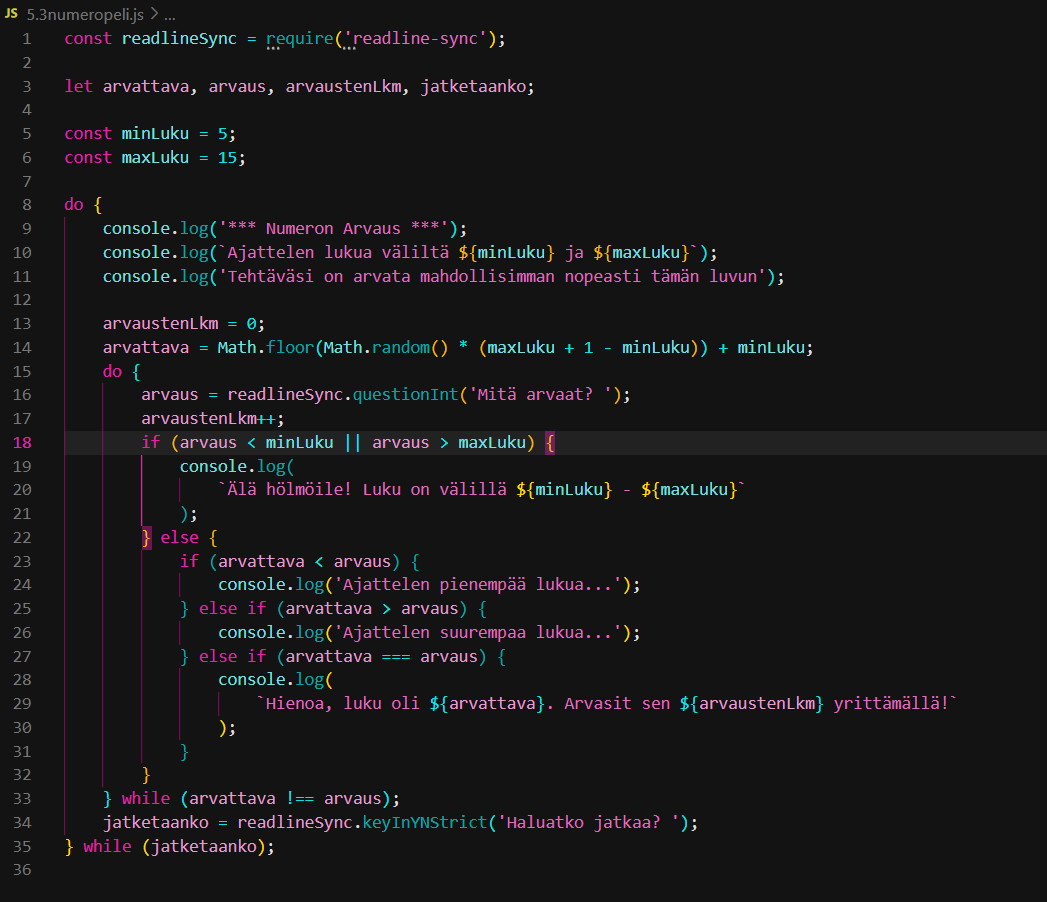 JS 5.3numeropeli.js > ...
1 const readlineSync = require('readline-sync');
2
3 let arvattava, arvaus, arvaustenLkm, jatketaanko;
4
5 const minLuku = 5;
6 const maxLuku = 15;
7
8 do {
9     console.log('*** Numeron Arvaus ***');
10     console.log(`Ajattelen lukua väliltä ${minLuku} ja ${maxLuku}`);
11     console.log('Tehtäväsi on arvata mahdollisimman nopeasti tämän luvun');
12
13     arvaustenLkm = 0;
14     arvattava = Math.floor(Math.random() * (maxLuku + 1 - minLuku)) + minLuku;
15     do {
16         arvaus = readlineSync.questionInt('Mitä arvaat? ');
17         arvaustenLkm++;
18         if (arvaus < minLuku || arvaus > maxLuku) {
19             console.log(
20                 `Älä hölmöile! Luku on välillä ${minLuku} - ${maxLuku}`
21             );
22         } else {
23             if (arvattava < arvaus) {
24                 console.log('Ajattelen pienempää lukua...');
25             } else if (arvattava > arvaus) {
26                 console.log('Ajattelen suurempaa lukua...');
27             } else if (arvattava === arvaus) {
28                 console.log(
29                     `Hienoa, luku oli ${arvattava}. Arvasit sen ${arvaustenLkm} yrittämällä!`
30                 );
31             }
32         }
33     } while (arvattava !== arvaus);
34     jatketaanko = readlineSync.keyInYNStrict('Haluatko jatkaa? ');
35 } while (jatketaanko);
36